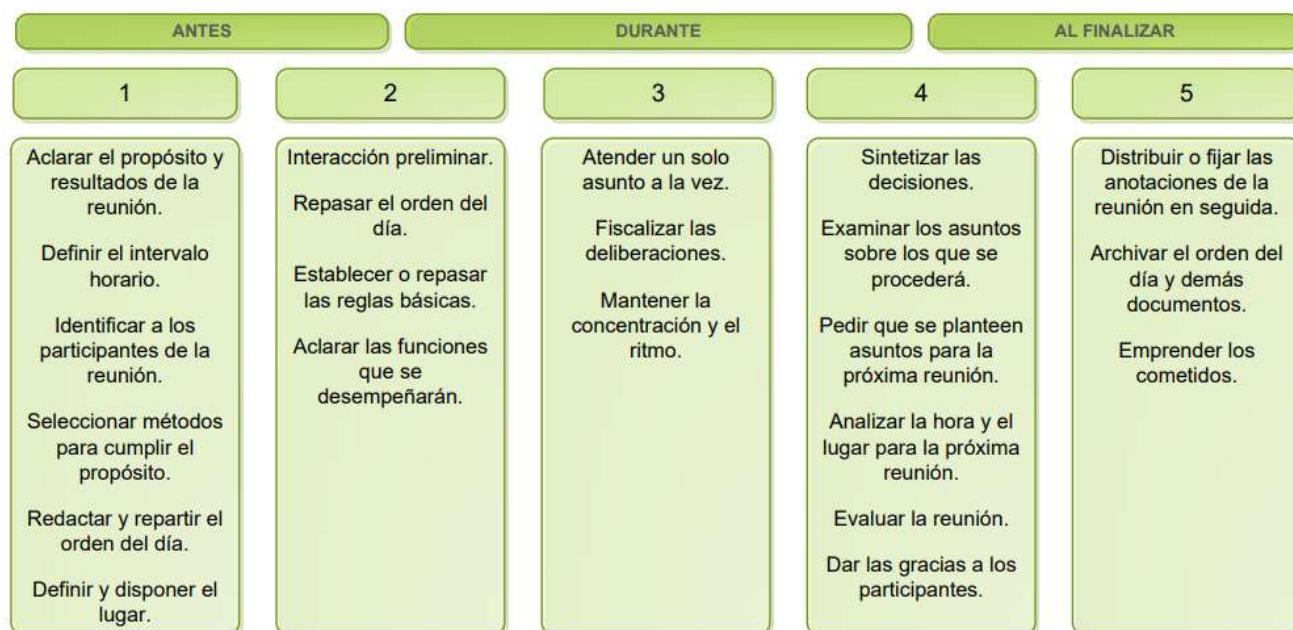 ANTES
DURANTE
AL FINALIZAR
1
2
3
4
5
Aclarar el propósito y
resultados de la
reunión.
Definir el intervalo
horario.
Identificar a los
participantes de la
reunión.
Seleccionar métodos
para cumplir el
propósito.
Redactar y repartir el
orden del día.
Definir y disponer el
lugar.
Interacción preliminar.
Repasar el orden del
día.
Establecer o repasar
las reglas básicas.
Aclarar las funciones
que se
desempeñarán.
Atender un solo
asunto a la vez.
Fiscalizar las
deliberaciones.
Mantener la
concentración y el
ritmo.
Sintetizar las
decisiones.
Examinar los asuntos
sobre los que se
procederá.
Pedir que se planteen
asuntos para la
próxima reunión.
Analizar la hora y el
lugar para la próxima
reunión.
Evaluar la reunión.
Dar las gracias a los
participantes.
Distribuir o fijar las
anotaciones de la
reunión en seguida.
Archivar el orden del
día y demás
documentos.
Emprender los
cometidos.